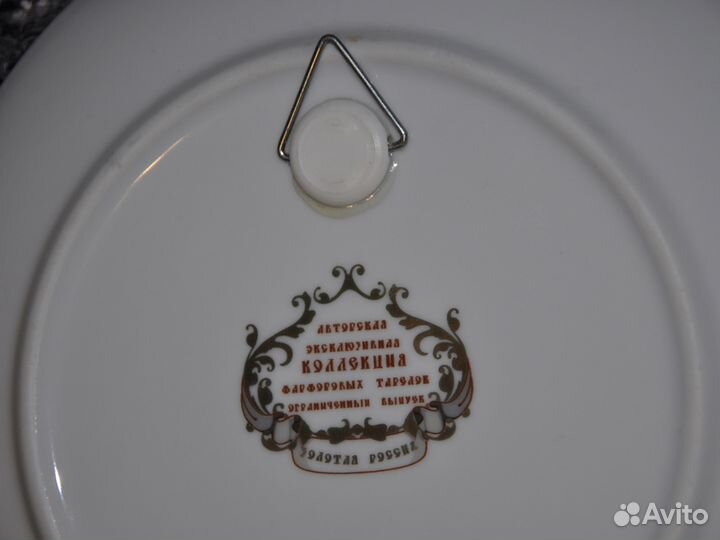 АВТОРСКАЯ
ЭКСКЛЮЗИВНАЯ
КОЛЛЕКЦИЯ
ФАРФОРОВЫХ ТАРЕЛОК
ОГРАНИЧЕННЫЙ ВЫПУСК
ЗОЛОТАЯ РОССИЯ
Avito